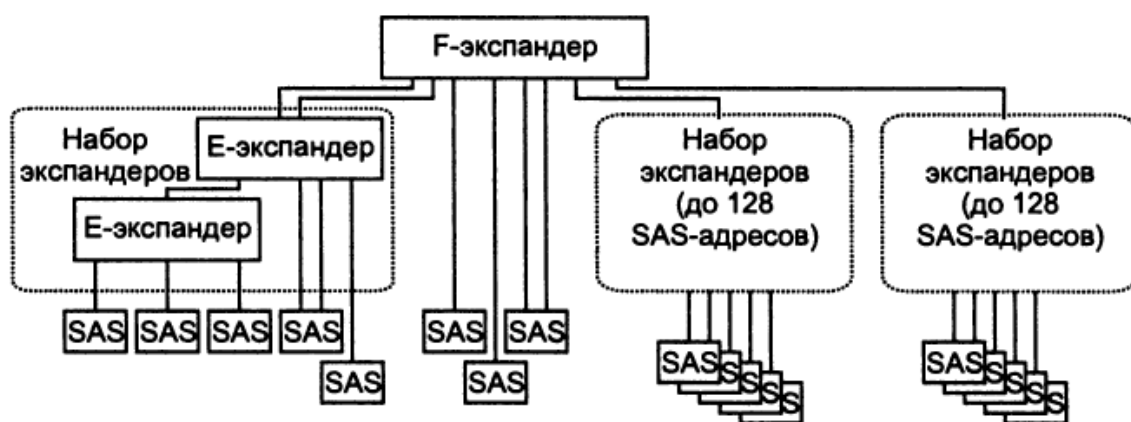 F-экспандер
Набор
экспандеров
E-экспандер
E-экспандер
Набор
экспандеров
(до 128
SAS-адресов)
Набор
экспандеров
(до 128
SAS-адресов)
SAS
SAS
SAS
SAS
SAS
SAS
SAS
SAS
SAS
S
S
S
S
SAS
S
S
S
S